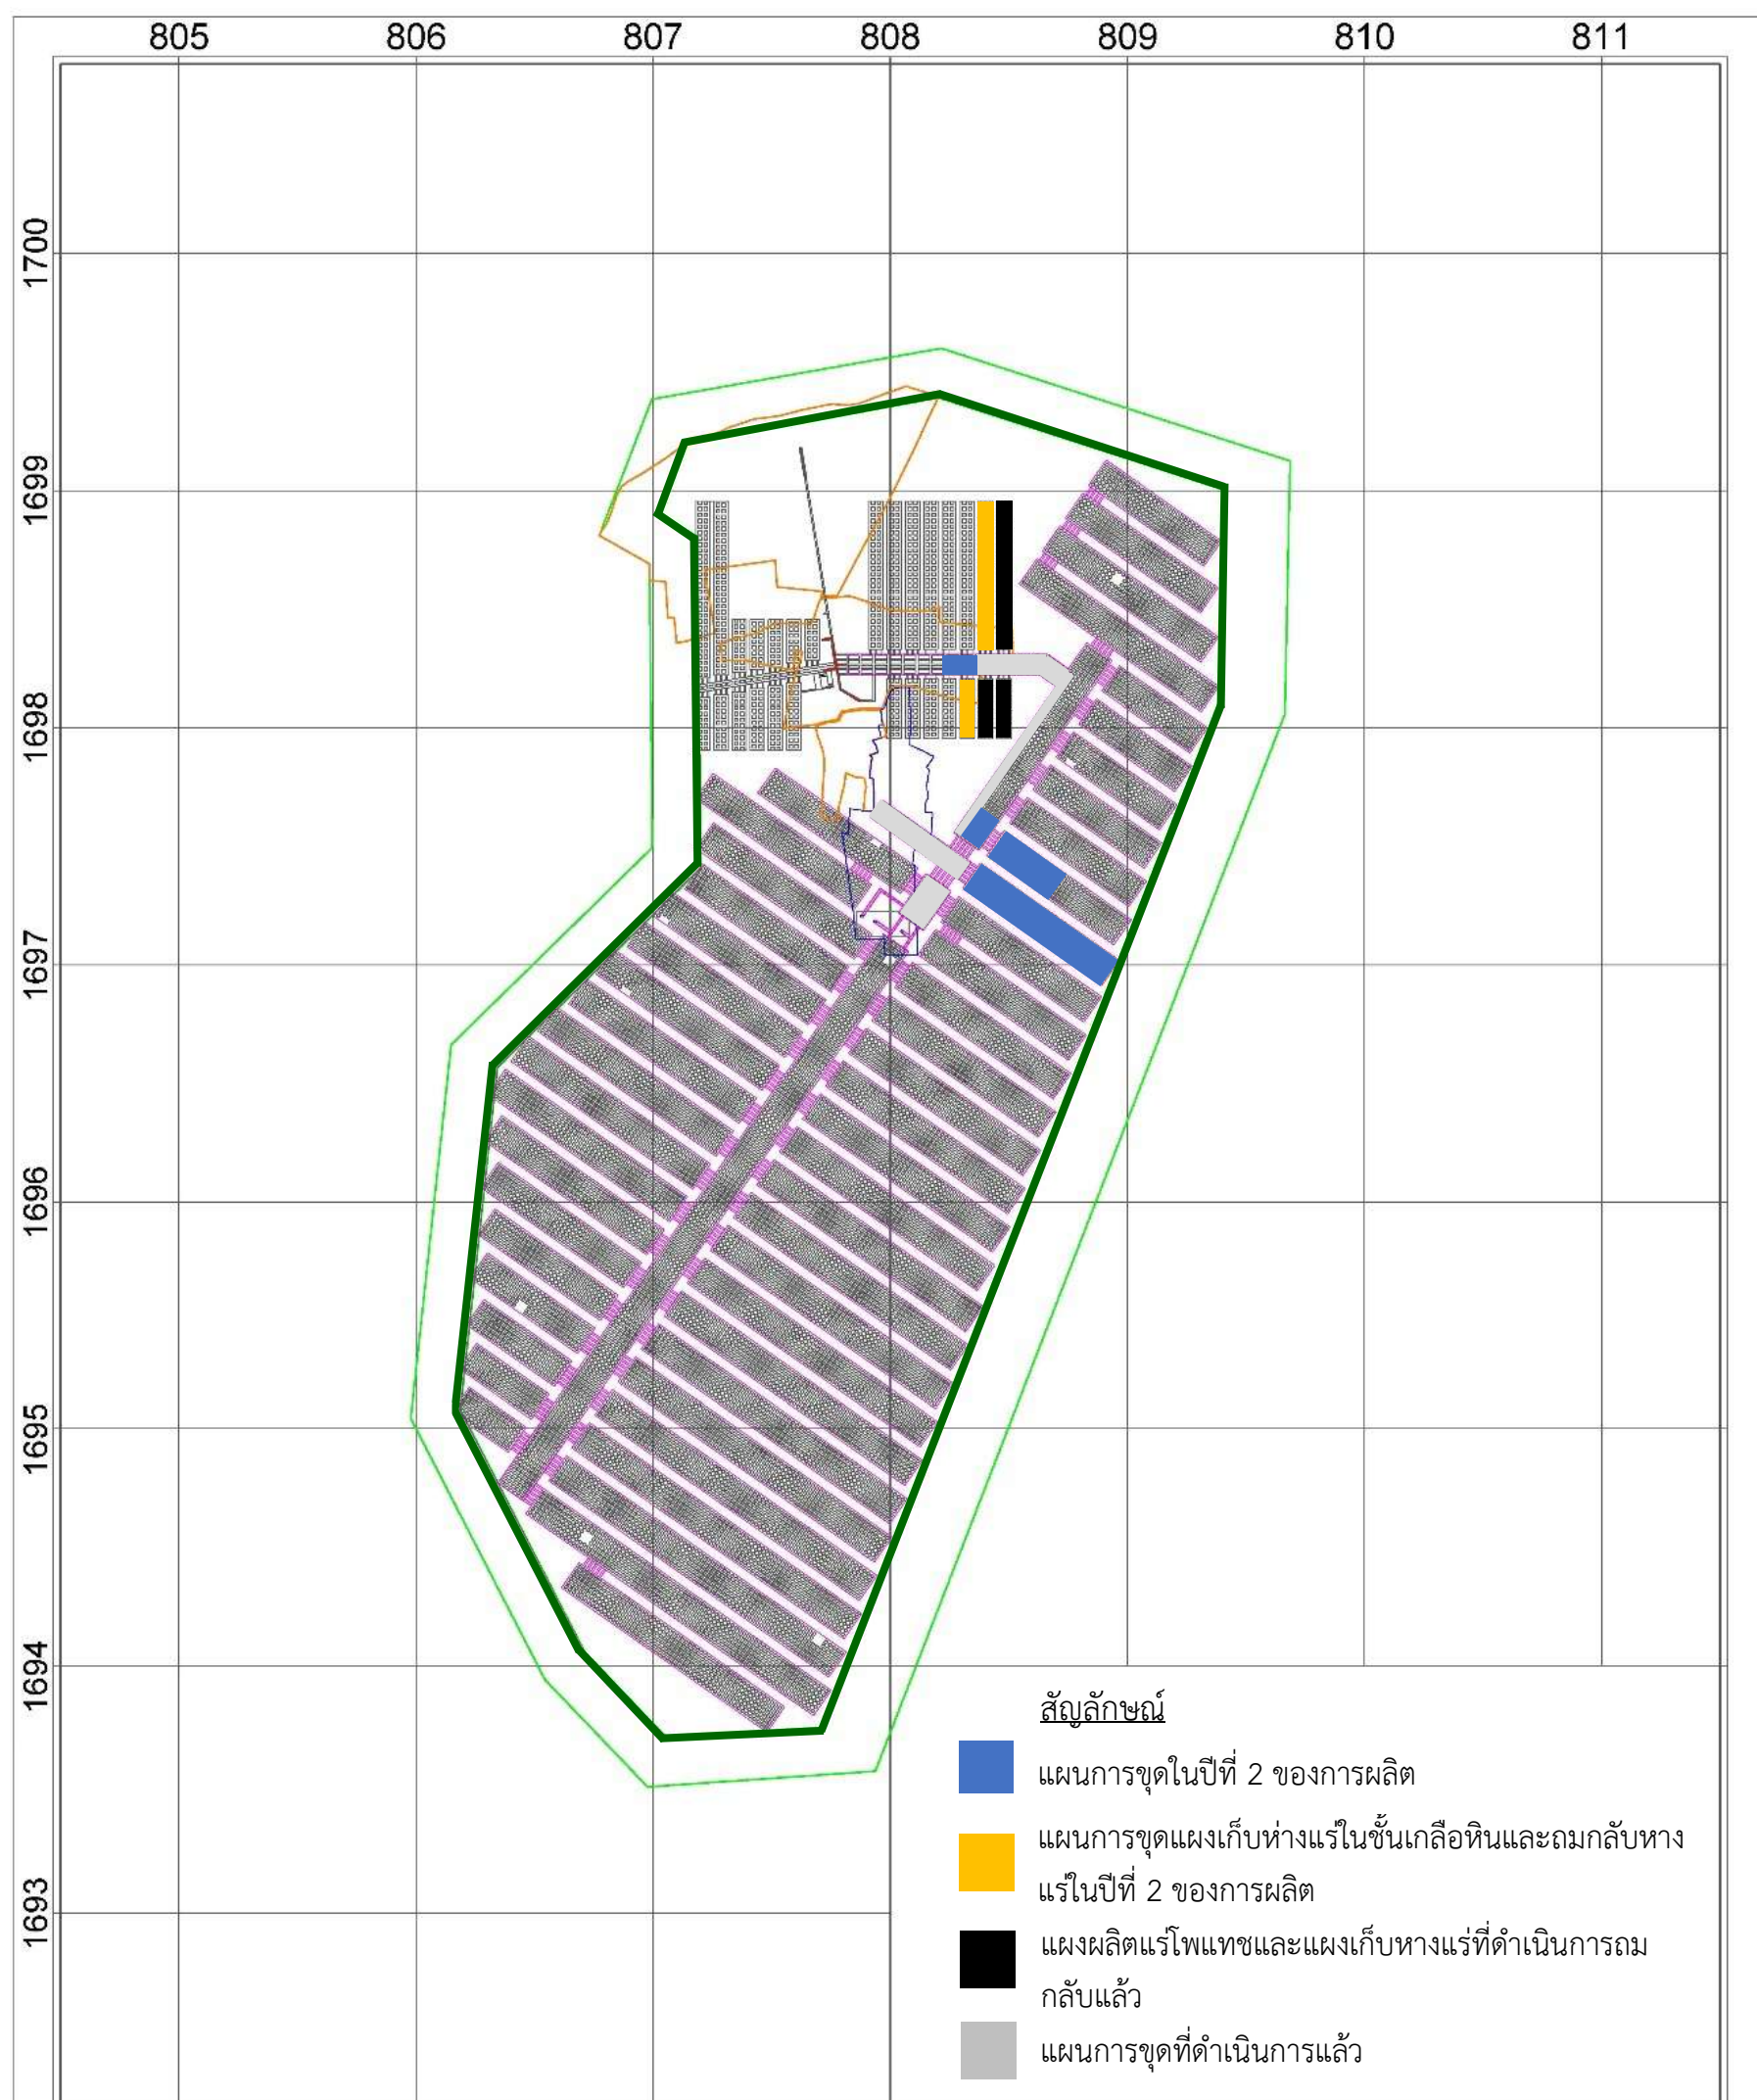 805 806 807 808 809 810 811
1700
1699
1698
1697
1696
1695
1694
1693
สัญลักษณ์
แผนการขุดในปีที่ 2 ของการผลิต
แผนการขุดแผงเก็บห่างแร่ในชั้นเกลือหินและถมกลับหาง
แร่ในปีที่ 2 ของการผลิต
แผงผลิตแร่โพแทชและแผงเก็บหางแร่ที่ดำเนินการถม
กลับแล้ว
แผนการขุดที่ดำเนินการแล้ว